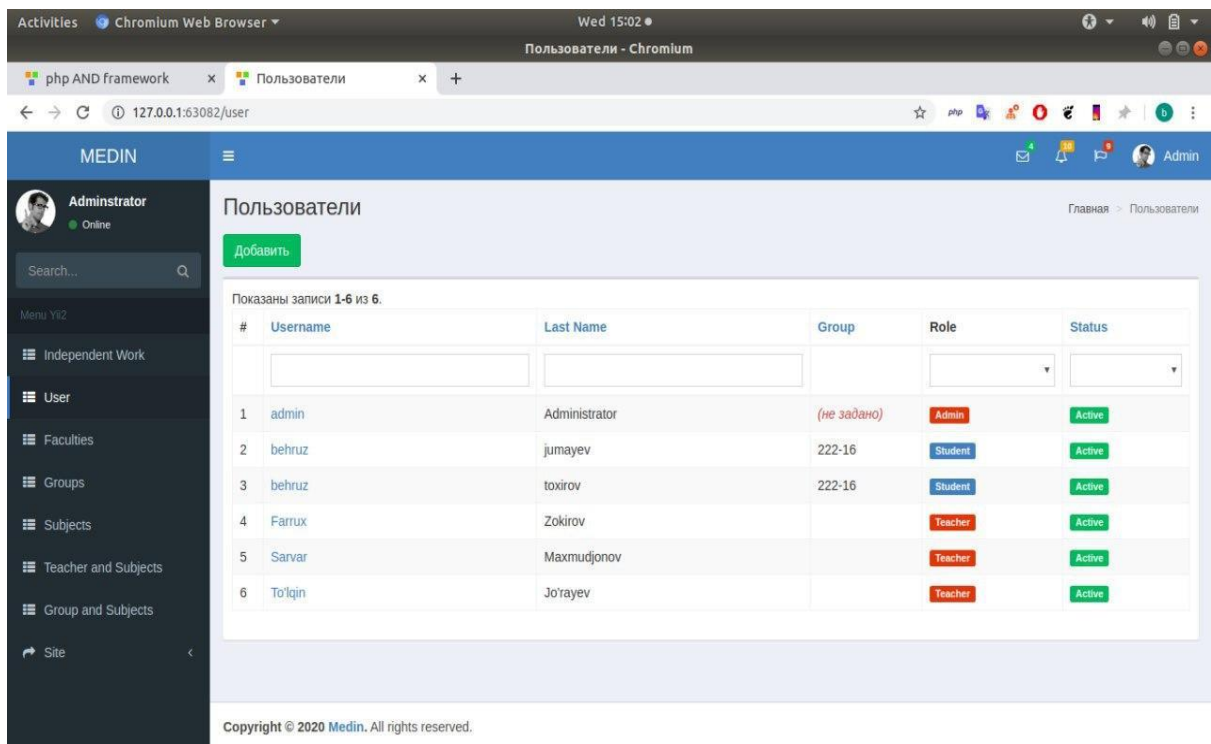 Activities Chromium Web Browser Wed 15:02
Пользователи - Chromium
php AND framework × Пользователи × +
127.0.0.1:63082/user php b
MEDIN 4 10 9 Admin
Adminstrator
Online
Search...
Menu Yii2
Independent Work
User
Faculties
Groups
Subjects
Teacher and Subjects
Group and Subjects
Site
Пользователи
Главная > Пользователи
Добавить
Показаны записи 1-6 из 6.
# Username Last Name Group Role Status
1 admin Administrator (не задано) Admin Active
2 behruz jumayev 222-16 Student Active
3 behruz toxirov 222-16 Student Active
4 Farrux Zokirov Teacher Active
5 Sarvar Maxmudjonov Teacher Active
6 To'lqin Jo'rayev Teacher Active
Copyright © 2020 Medin. All rights reserved.